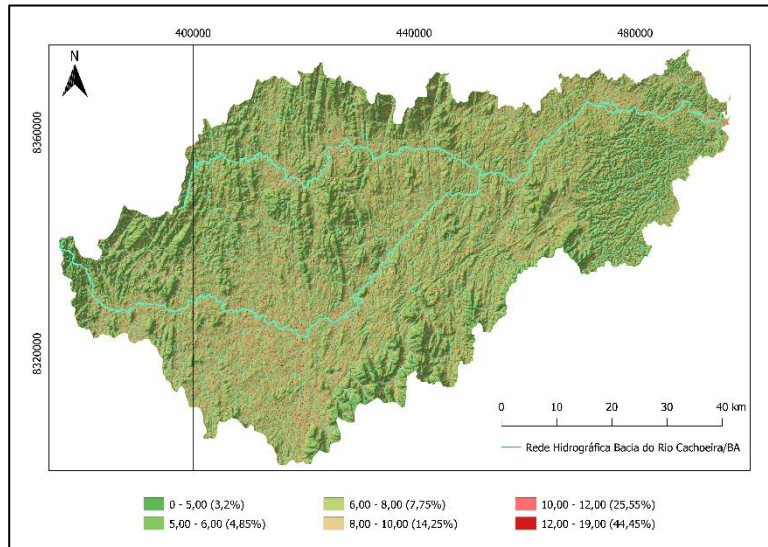 400000 440000 480000
N
8360000
8320000
0 10 20 30 40 km
Rede Hidrográfica Bacia do Rio Cachoeira/BA
0 - 5,00 (3,2%) 6,00 - 8,00 (7,75%) 10,00 - 12,00 (25,55%)
5,00 - 6,00 (4,85%) 8,00 - 10,00 (14,25%) 12,00 - 19,00 (44,45%)